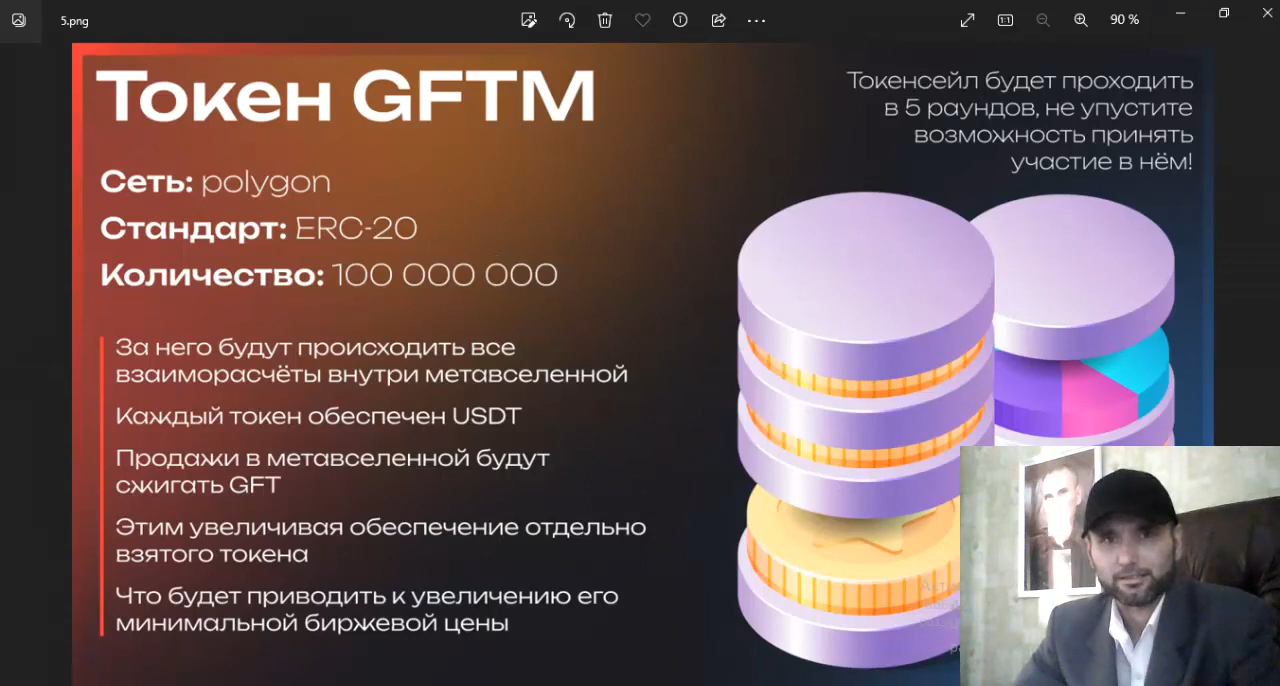 5.png
90 %
Токен GFTM
Токенсейл будет проходить
в 5 раундов, не упустите
возможность принять
участие в нём!
Сеть: polygon
Стандарт: ERC-20
Количество: 100 000 000
За него будут происходить все
взаиморасчёты внутри метавселенной
Каждый токен обеспечен USDT
Продажи в метавселенной будут
сжигать GFT
Этим увеличивая обеспечение отдельно
взятого токена
Что будет приводить к увеличению его
минимальной биржевой цены